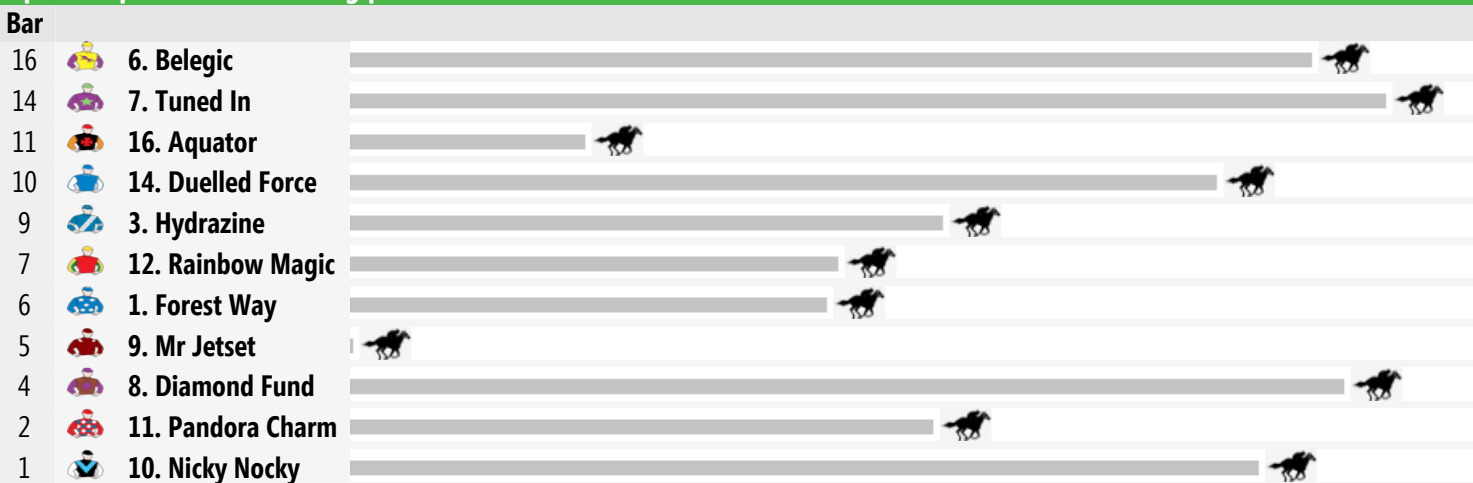 Bar
16 6. Belegic
14 7. Tuned In
11 16. Aquator
10 14. Duelled Force
9 3. Hydrazine
7 12. Rainbow Magic
6 1. Forest Way
5 9. Mr Jetset
4 8. Diamond Fund
2 11. Pandora Charm
1 10. Nicky Nocky